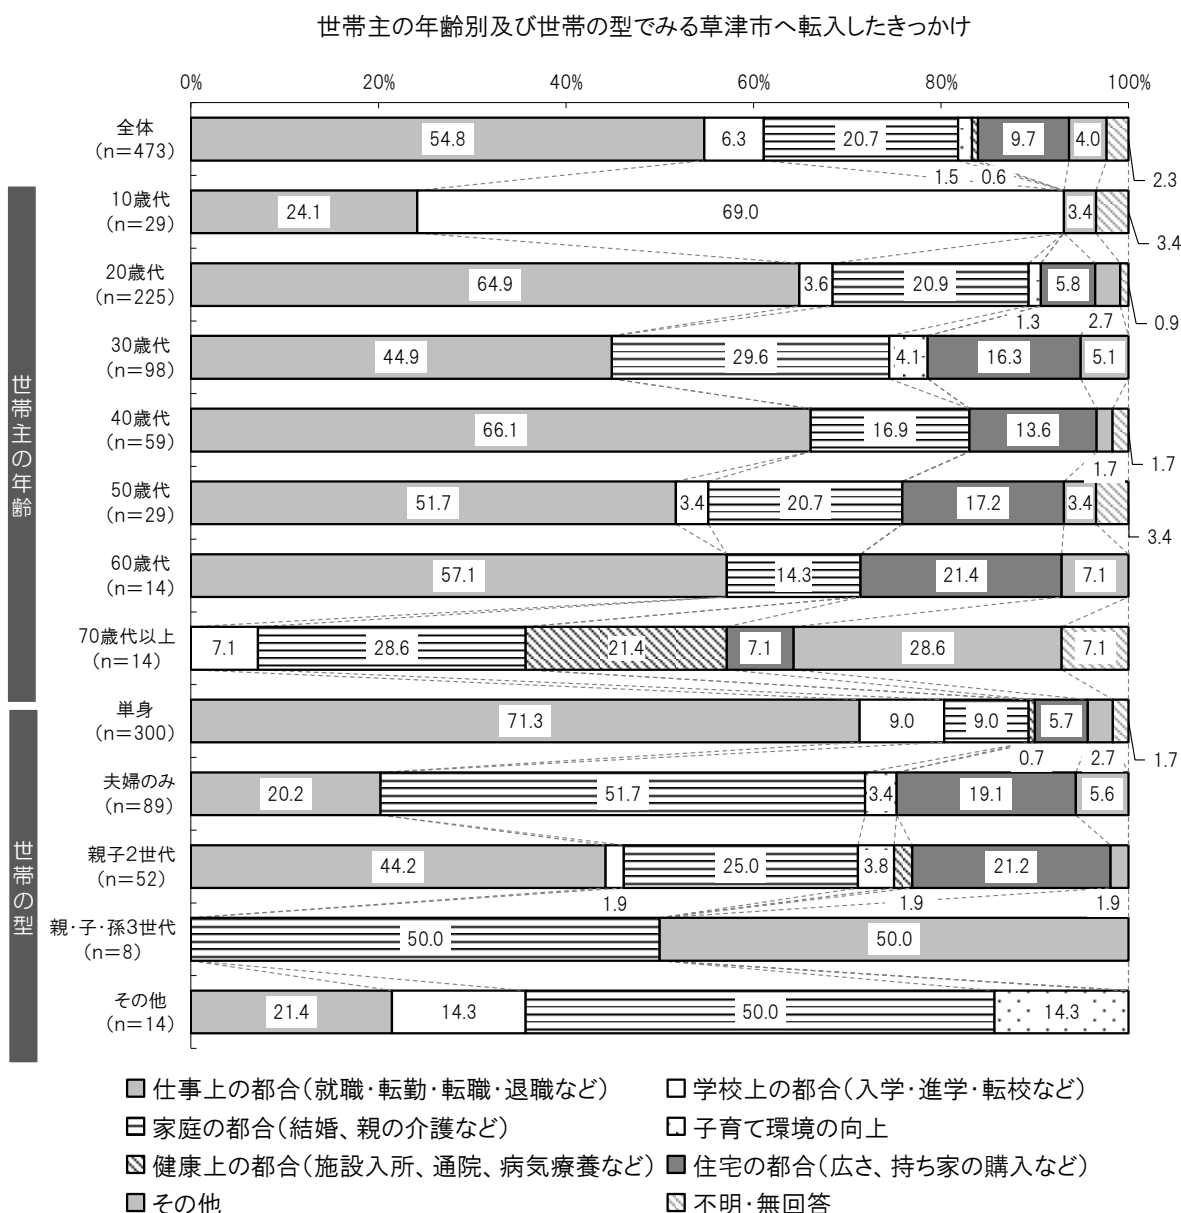 世帯主の年齢別及び世帯の型でみる草津市へ転入したきっかけ
0% 20% 40% 60% 80% 100%
全体
(n=473)
54.8 6.3 20.7 9.7 4.0
1.5 0.6 2.3
世帯主の年齢
10歳代
(n=29)
24.1 69.0 3.4
3.4
20歳代
(n=225)
64.9 3.6 20.9 5.8
1.3 2.7 0.9
30歳代
(n=98)
44.9 29.6 4.1 16.3 5.1
40歳代
(n=59)
66.1 16.9 13.6
1.7 1.7
50歳代
(n=29)
51.7 3.4 20.7 17.2 3.4
3.4
60歳代
(n=14)
57.1 14.3 21.4 7.1
70歳代以上
(n=14)
7.1 28.6 21.4 7.1 28.6 7.1
世帯の型
単身
(n=300)
71.3 9.0 9.0 5.7
0.7 2.7 1.7
夫婦のみ
(n=89)
20.2 51.7 3.4 19.1 5.6
親子2世代
(n=52)
44.2 25.0 3.8 21.2
1.9 1.9 1.9
親・子・孫3世代
(n=8)
50.0 50.0
その他
(n=14)
21.4 14.3 50.0 14.3
仕事上の都合(就職・転勤・転職・退職など) 学校上の都合(入学・進学・転校など)
家庭の都合(結婚、親の介護など) 子育て環境の向上
健康上の都合(施設入所、通院、病気療養など) 住宅の都合(広さ、持ち家の購入など)
その他 不明・無回答